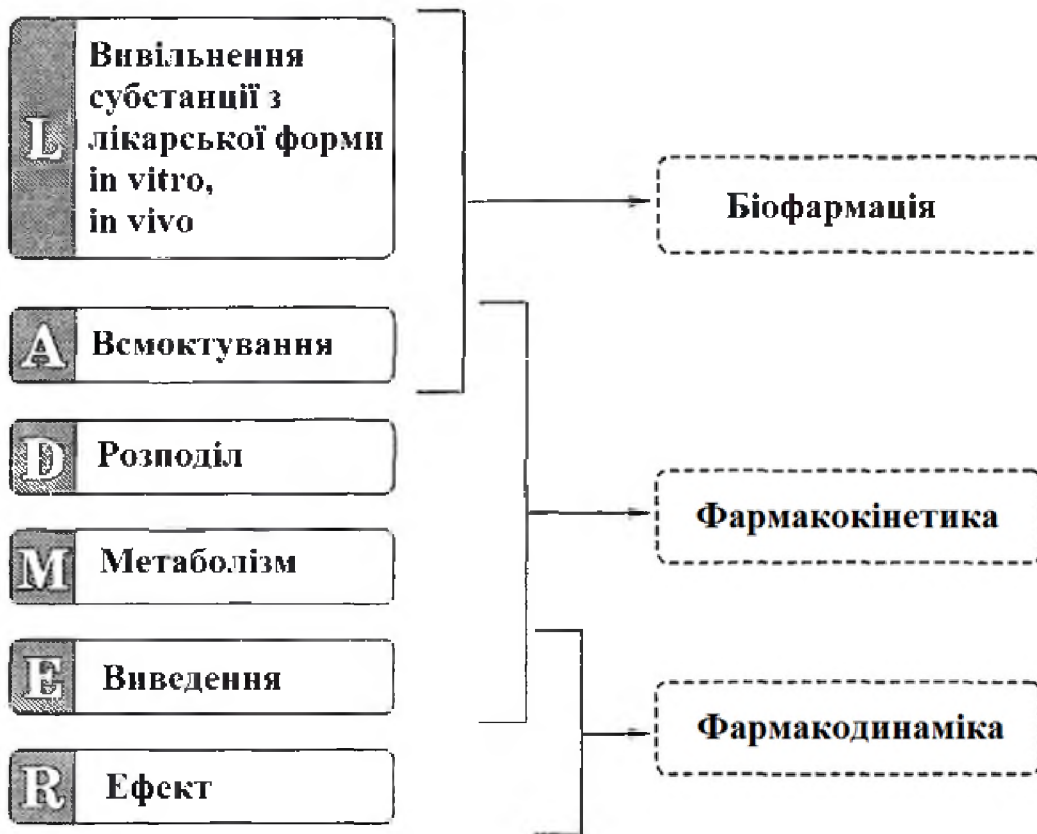 L
Вивільнення
субстанції з
лікарської форми
in vitro,
in vivo
Біофармація
A
Всмоктування
D
Розподіл
M
Метаболізм
Фармакокінетика
E
Виведення
R
Ефект
Фармакодинаміка